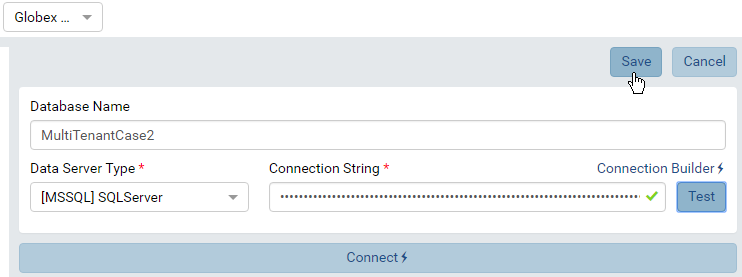 Globex ...
Save Cancel
Database Name
MultiTenantCase2
Data Server Type * Connection String * Connection Builder
[MSSQL] SQLServer Test
Connect